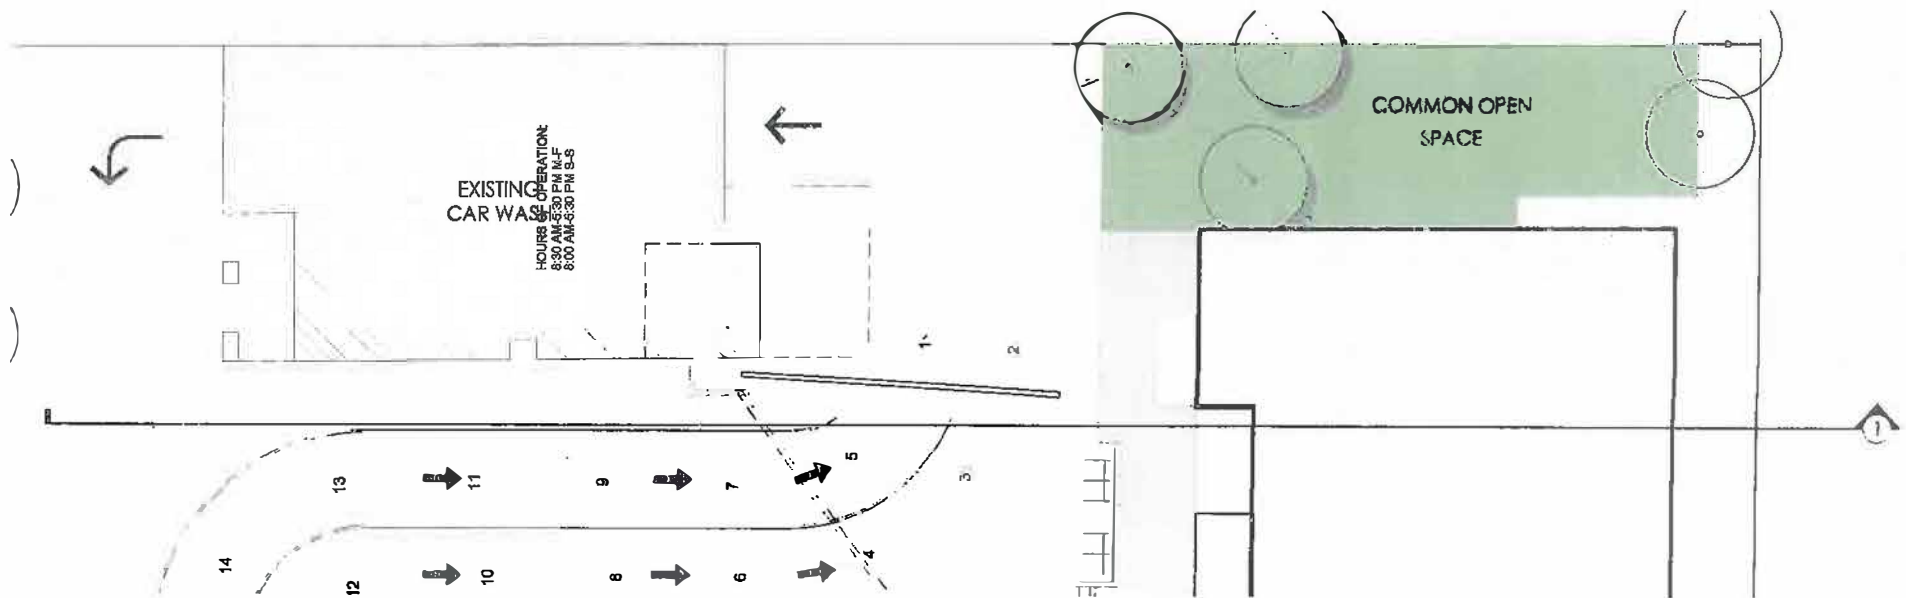 COMMON OPEN
SPACE
EXISTING
CAR WASH
HOURS OF OPERATION:
8:30 AM-5:30 PM M-F
8:00 AM-5:30 PM S-S
1
2
13
11
9
7
5
3
14
12
10
8
6
4
1